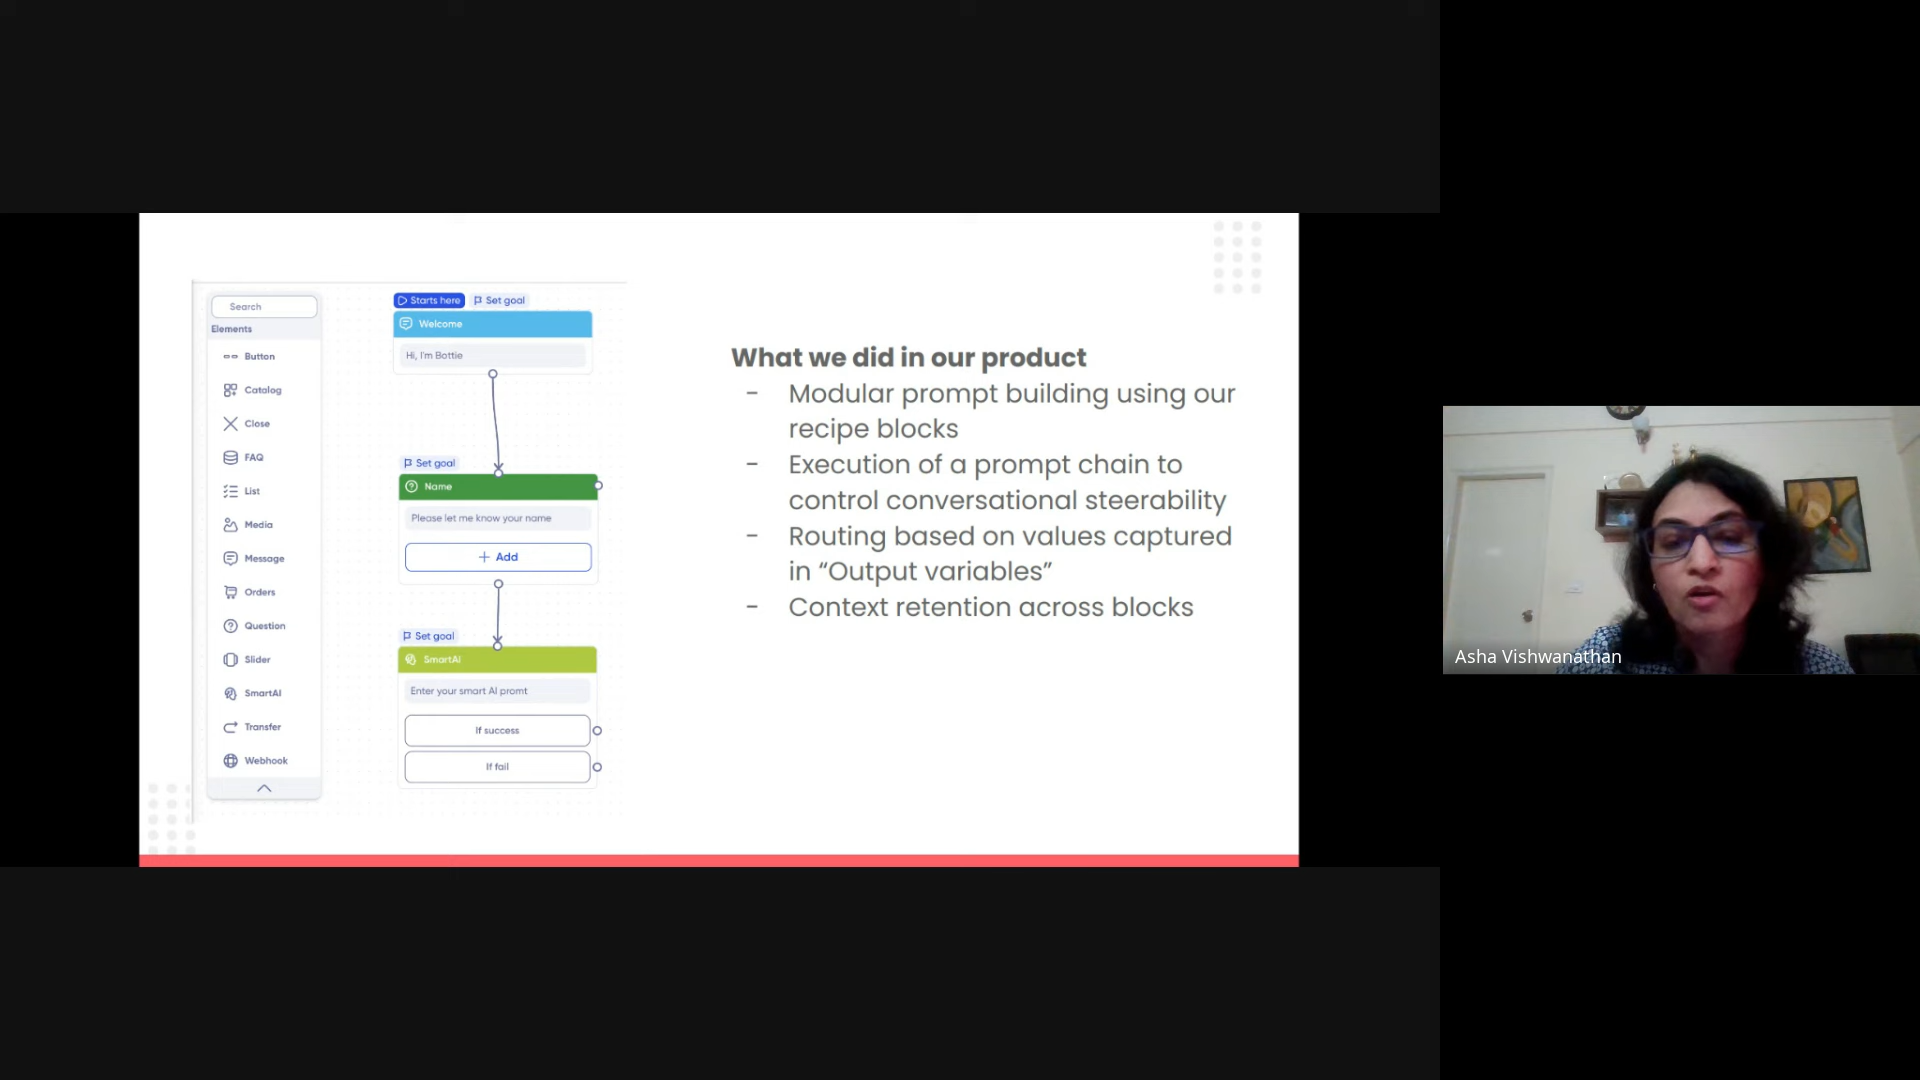 Search
Elements
Button
Catalog
Close
FAQ
List
Media
Message
Orders
Question
Slider
SmartAI
Transfer
Webhook
Starts here
Set goal
Welcome
Hi, I'm Bottie
Set goal
Name
Please let me know your name
+ Add
Set goal
SmartAI
Enter your smart AI promt
If success
If fail
What we did in our product
- Modular prompt building using our
recipe blocks
- Execution of a prompt chain to
control conversational steerability
- Routing based on values captured
in “Output variables”
- Context retention across blocks
Asha Vishwanathan